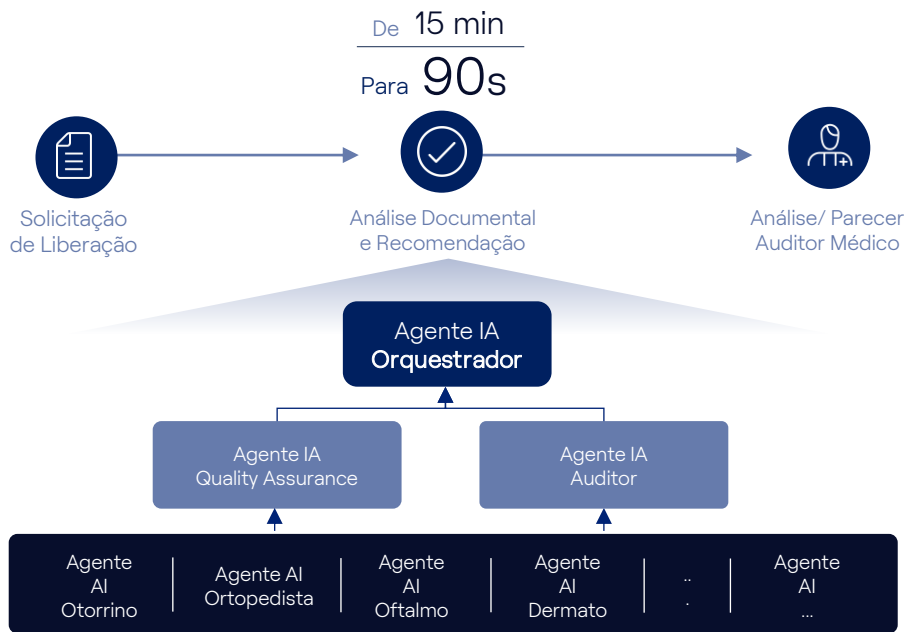 De 15 min
Para 90s
Solicitação
de Liberação
Análise Documental
e Recomendação
Análise/ Parecer
Auditor Médico
Agente IA
Orquestrador
Agente IA
Quality Assurance
Agente IA
Auditor
Agente
AI
Otorrino
Agente AI
Ortopedista
Agente
AI
Oftalmo
Agente
AI
Dermato
..
.
Agente
AI
...